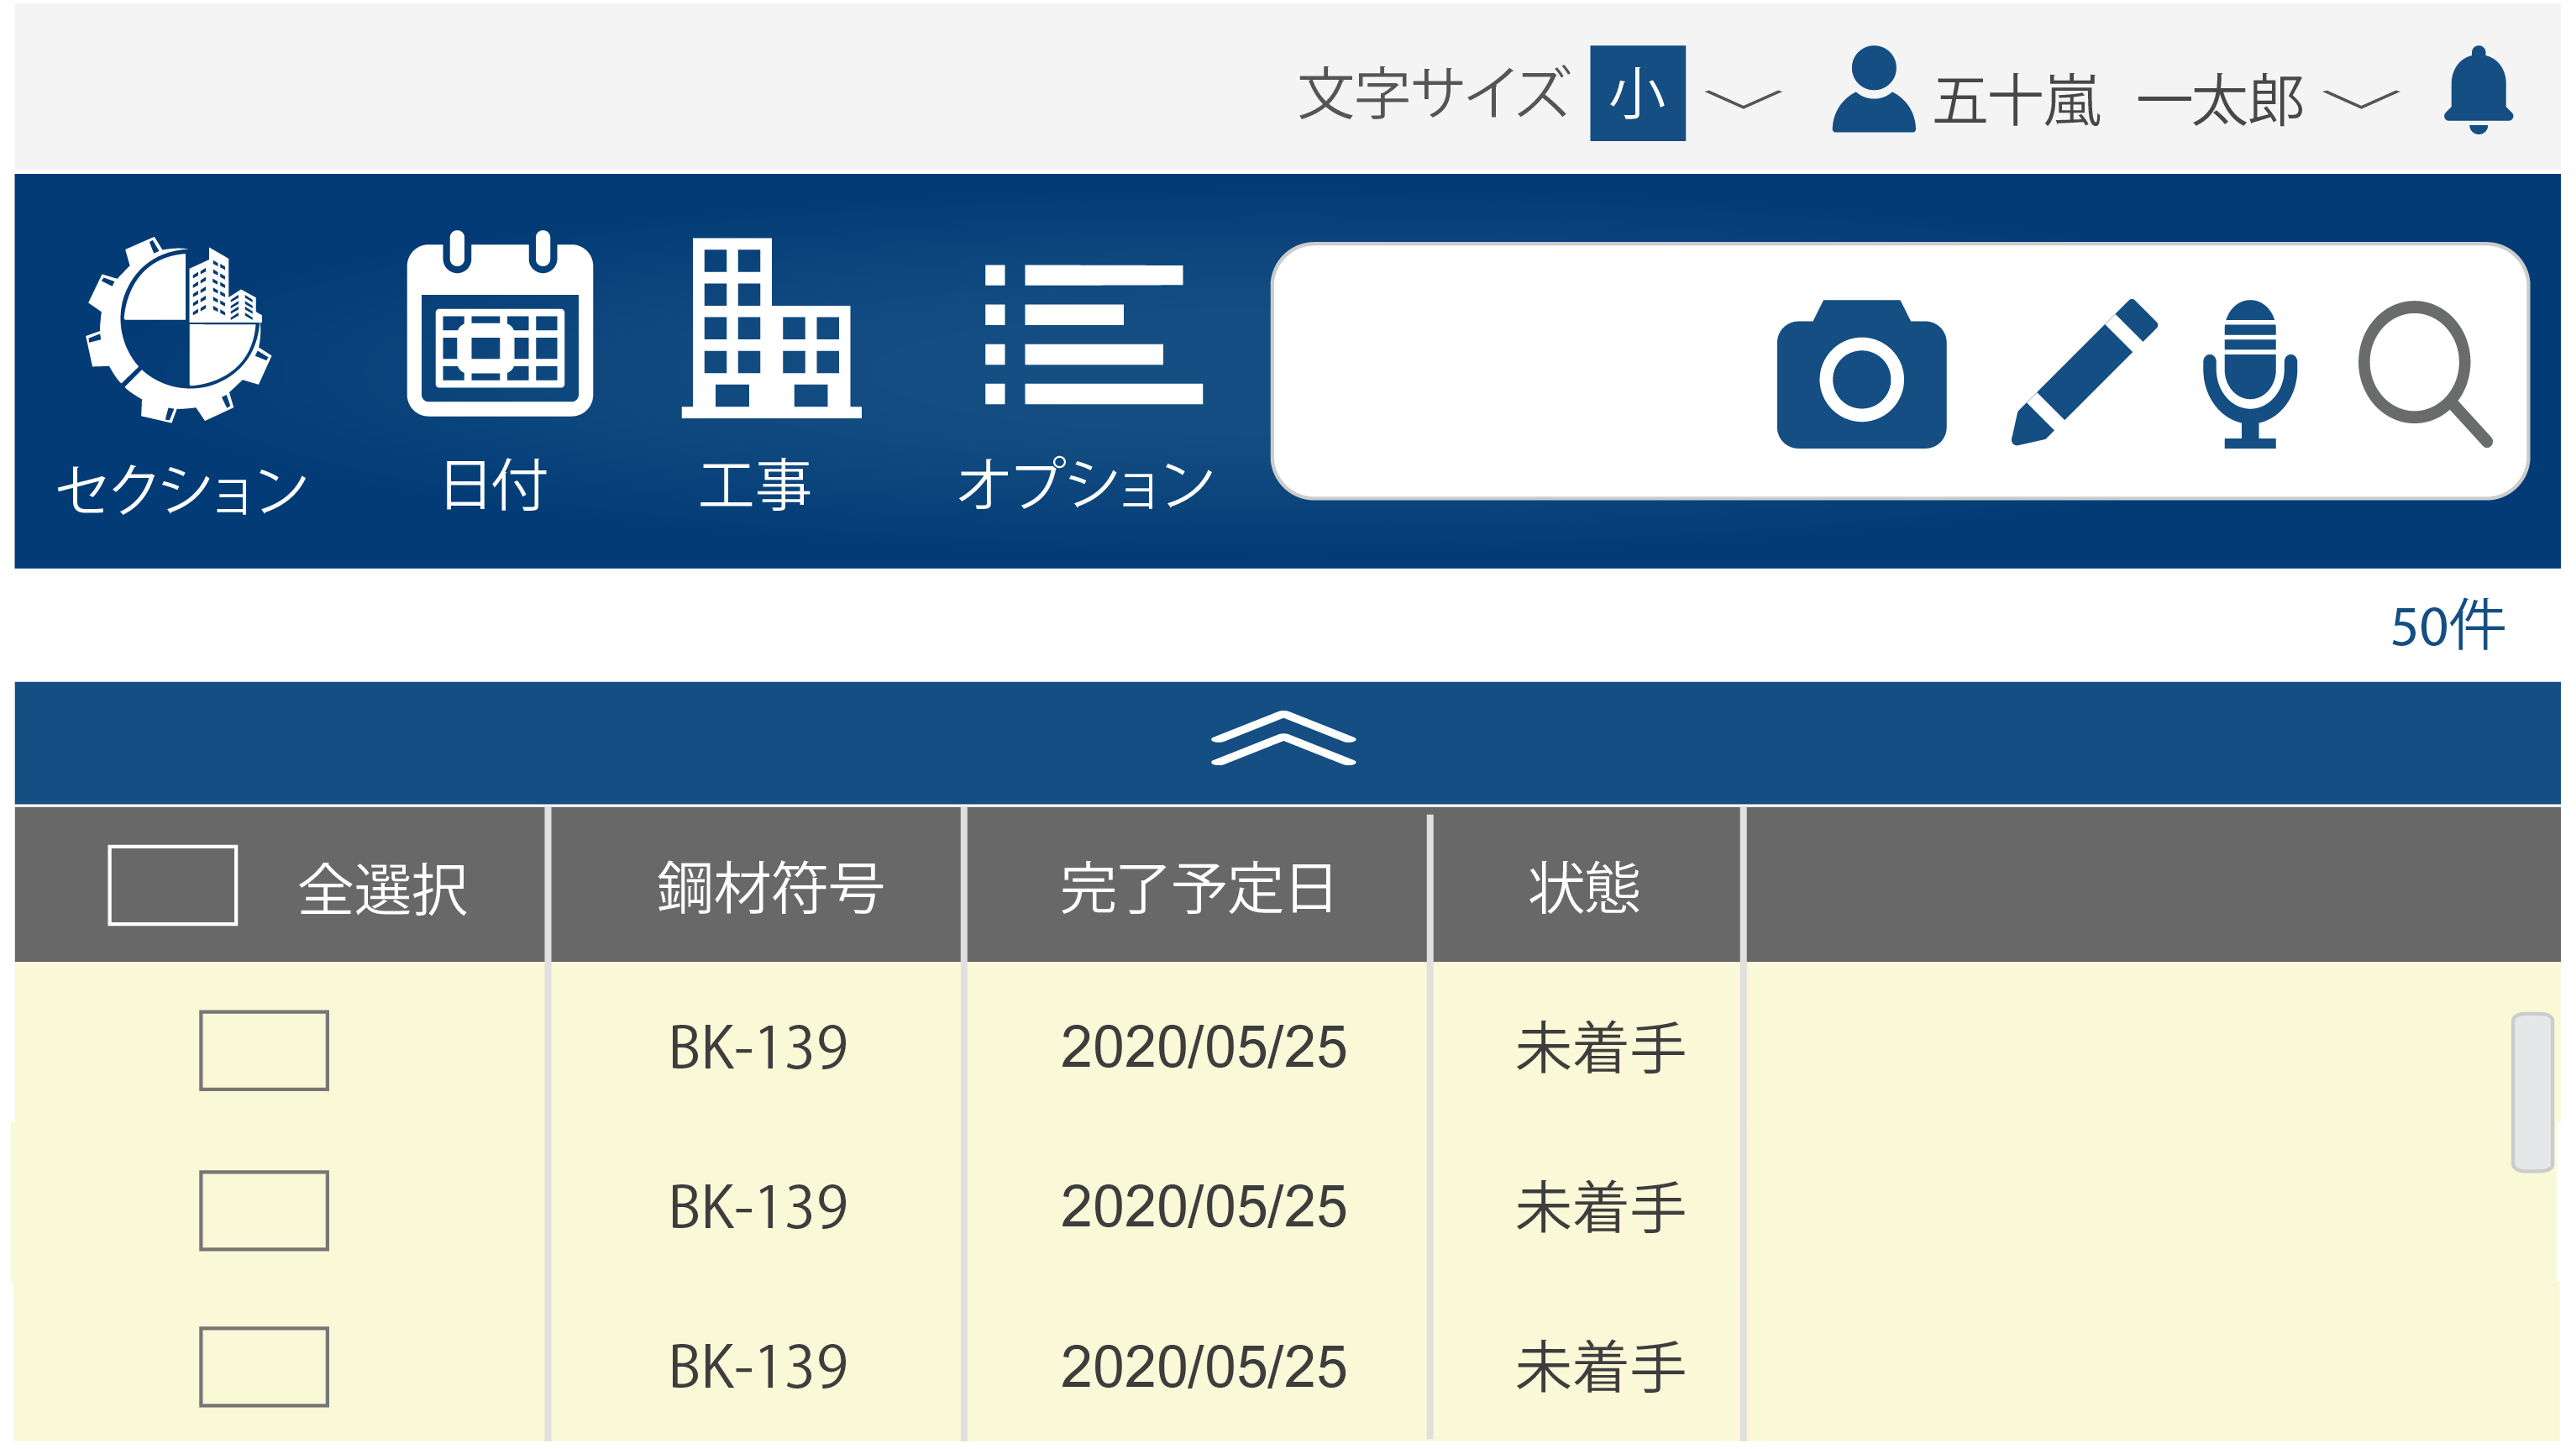 文字サイズ 小 五十嵐 一太郎
セクション 日付 工事 オプション
50件
全選択 鋼材符号 完了予定日 状態
BK-139 2020/05/25 未着手
BK-139 2020/05/25 未着手
BK-139 2020/05/25 未着手